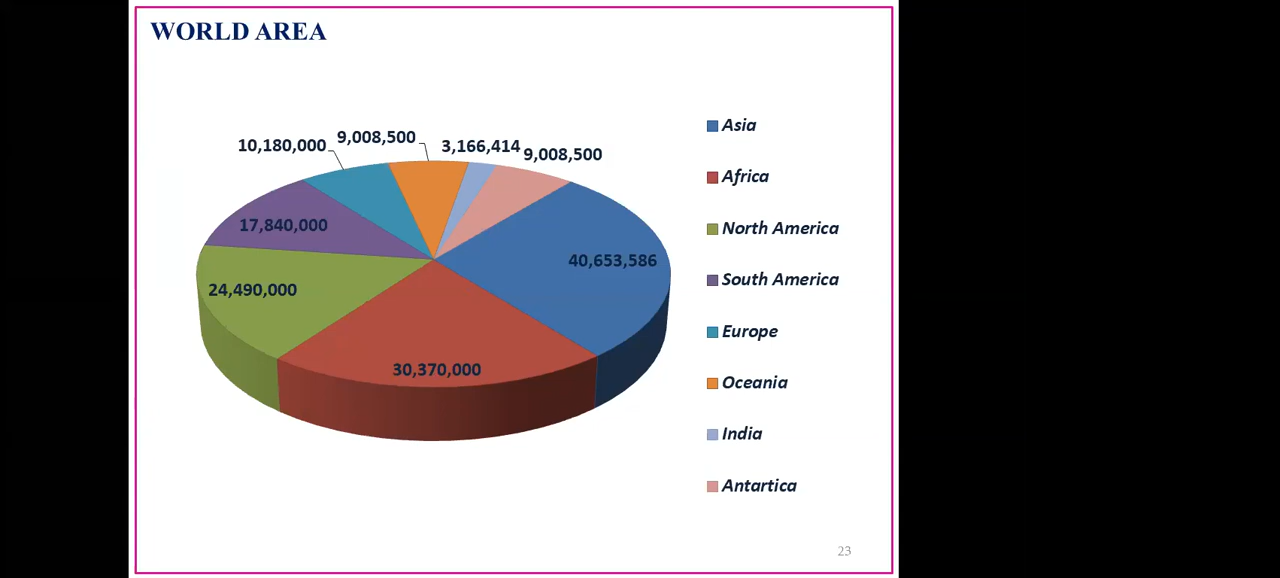 WORLD AREA
10,180,000
9,008,500
3,166,414
9,008,500
17,840,000
40,653,586
24,490,000
30,370,000
Asia
Africa
North America
South America
Europe
Oceania
India
Antartica
23